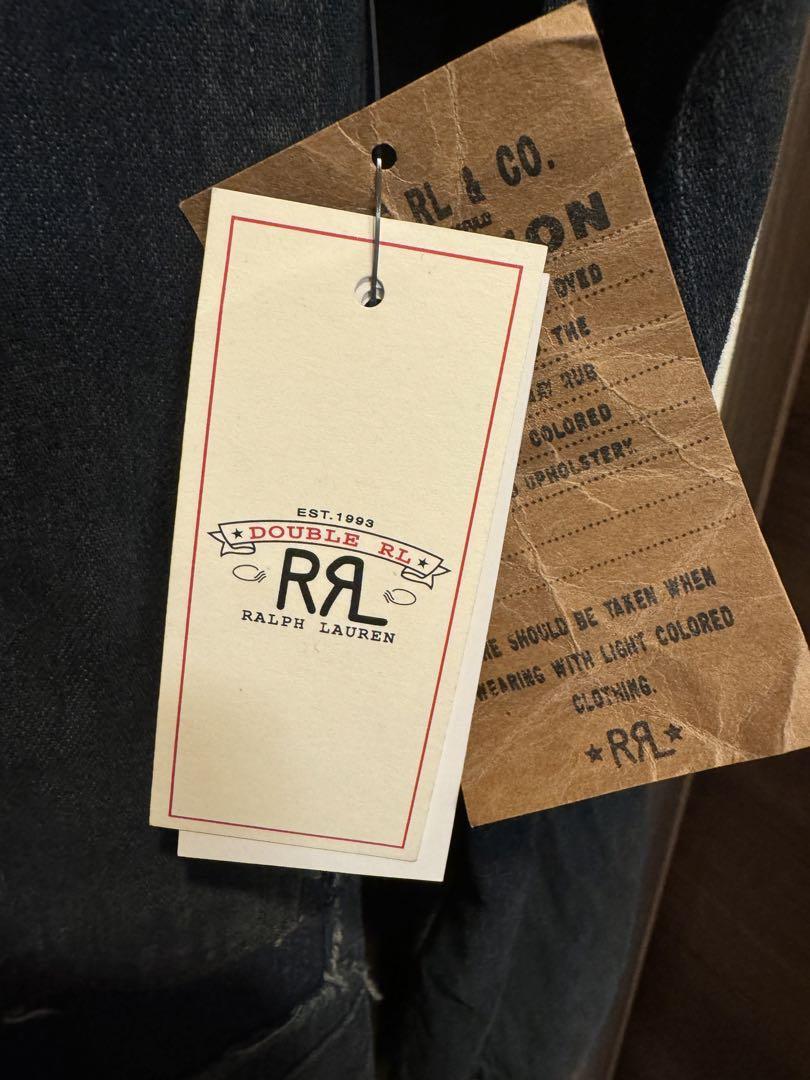 EST.1993
DOUBLE RL
RRL
RALPH LAUREN
RL & CO.
ON
OVED
THE
RUB
COLORED
UPHOLSTERY.
SHOULD BE TAKEN WHEN
WEARING WITH LIGHT COLORED
CLOTHING.
RRL